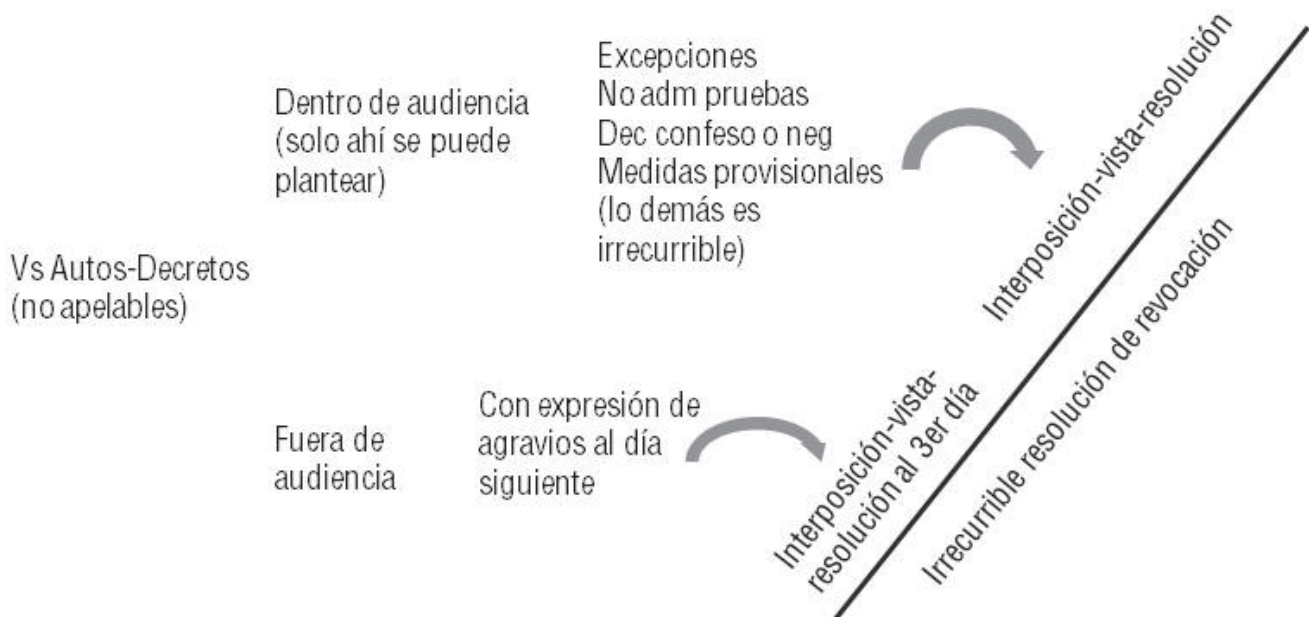 Vs Autos-Decretos
(no apelables)
Dentro de audiencia
(solo ahí se puede
plantear)
Excepciones
No adm pruebas
Dec confeso o neg
Medidas provisionales
(lo demás es
irrecurrible)
Interposición-vista-resolución
Fuera de
audiencia
Con expresión de
agravios al día
siguiente
Interposición-vista-
resolución al 3er día
Irrecurrible resolución de revocación